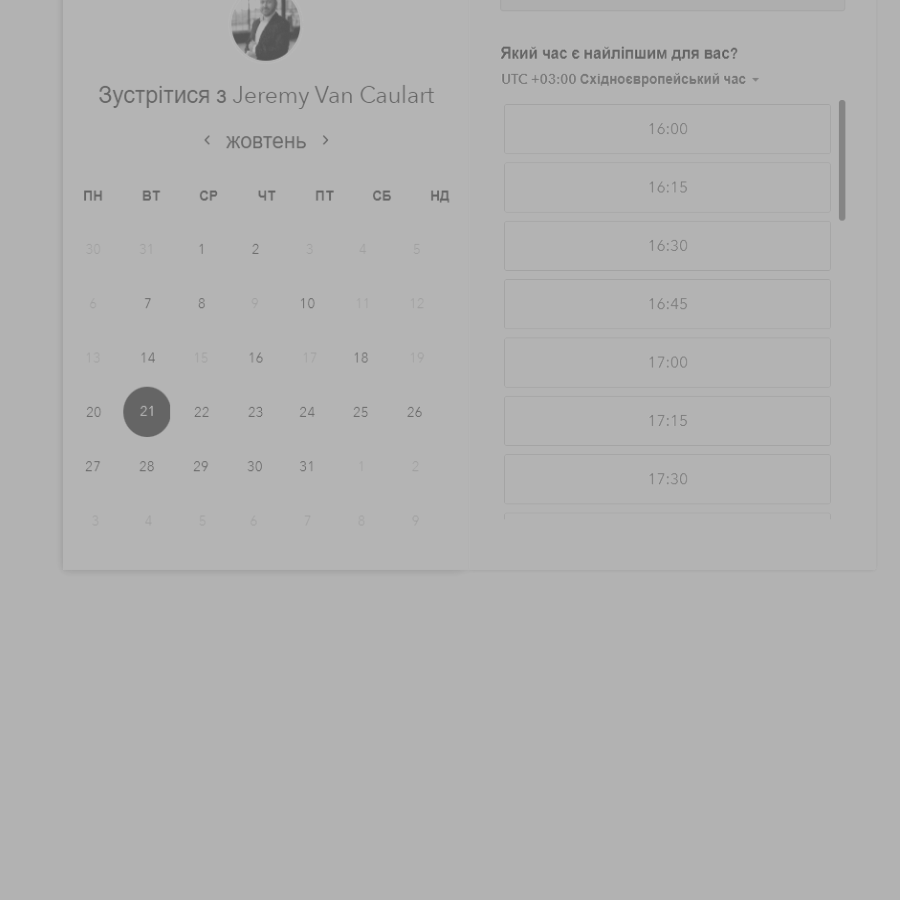 Зустрітися з Jeremy Van Caulart
‹ жовтень ›
ПН ВТ СР ЧТ ПТ СБ НД
30 31 1 2 3 4 5
6 7 8 9 10 11 12
13 14 15 16 17 18 19
20 21 22 23 24 25 26
27 28 29 30 31 1 2
3 4 5 6 7 8 9
Який час є найліпшим для вас?
UTC +03:00 Східноєвропейський час
16:00
16:15
16:30
16:45
17:00
17:15
17:30